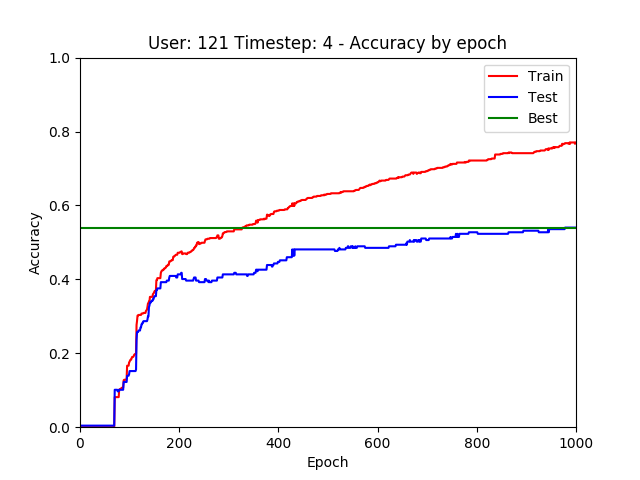 User: 121 Timestep: 4 - Accuracy by epoch
1.0
0.8
0.6
0.4
0.2
0.0
Accuracy
Train
Test
Best
0 200 400 600 800 1000
Epoch